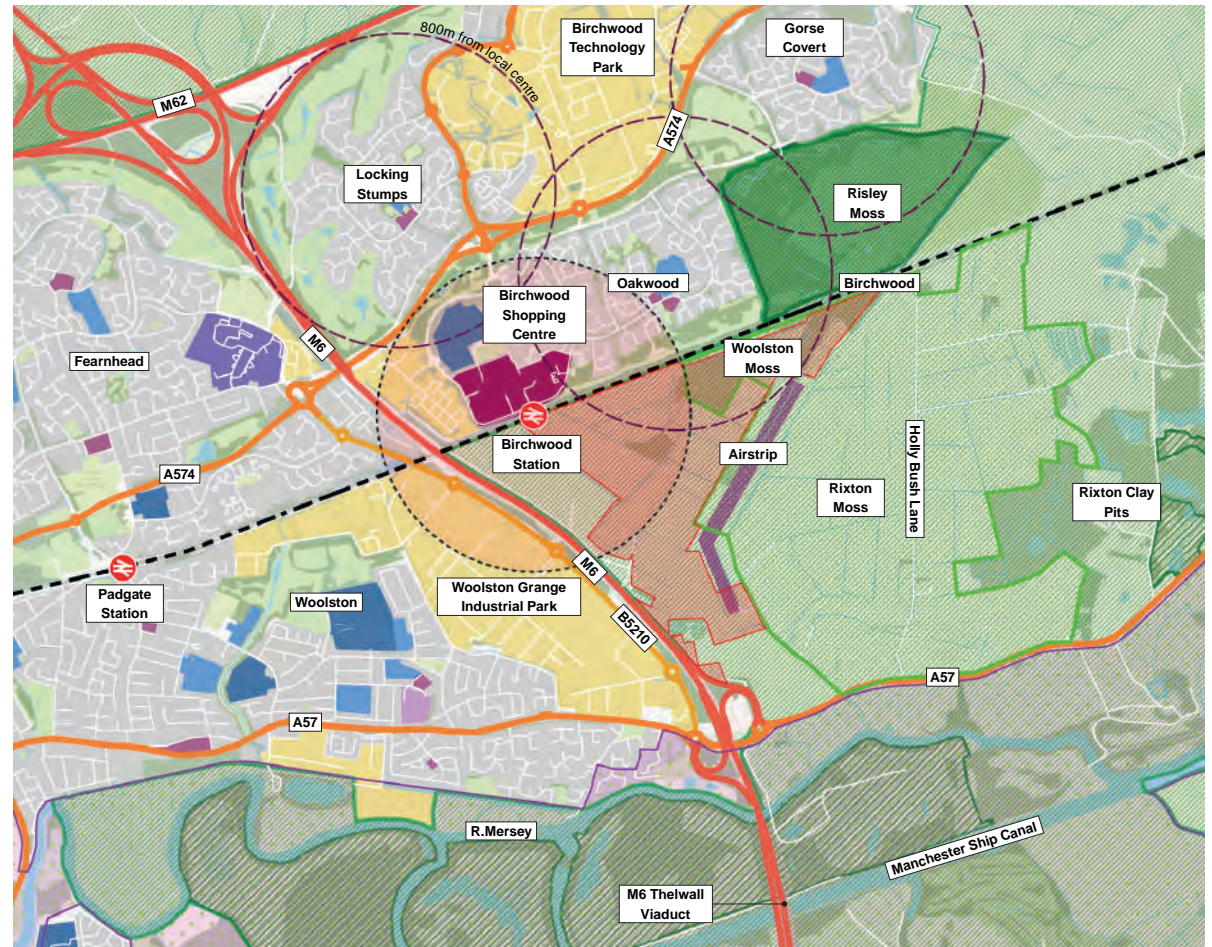 Birchwood
Technology
Park
Gorse
Covert
800m from local centre
M62
A574
Locking
Stumps
Risley
Moss
Oakwood
Birchwood
Birchwood
Shopping
Centre
M6
Fearnhead
Woolston
Moss
Birchwood
Station
Airstrip
Holly Bush Lane
A574
Rixton
Moss
Rixton Clay
Pits
M6
Padgate
Station
Woolston
Woolston Grange
Industrial Park
B5210
A57
A57
R.Mersey
Manchester Ship Canal
M6 Thelwall
Viaduct